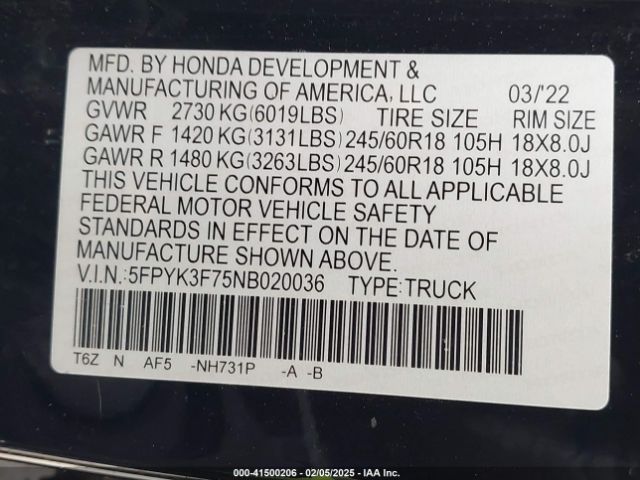 MFD. BY HONDA DEVELOPMENT &
MANUFACTURING OF AMERICA, LLC 03/'22
GVWR 2730 KG(6019LBS) TIRE SIZE RIM SIZE
GAWR F 1420 KG(3131LBS) 245/60R18 105H 18X8.0J
GAWR R 1480 KG(3263LBS) 245/60R18 105H 18X8.0J
THIS VEHICLE CONFORMS TO ALL APPLICABLE
FEDERAL MOTOR VEHICLE SAFETY
STANDARDS IN EFFECT ON THE DATE OF
MANUFACTURE SHOWN ABOVE.
V.I.N.:5FPYK3F75NB020036 TYPE:TRUCK
T6Z N AF5 -NH731P -A -B
000-41500206 - 02/05/2025 - IAAI.com